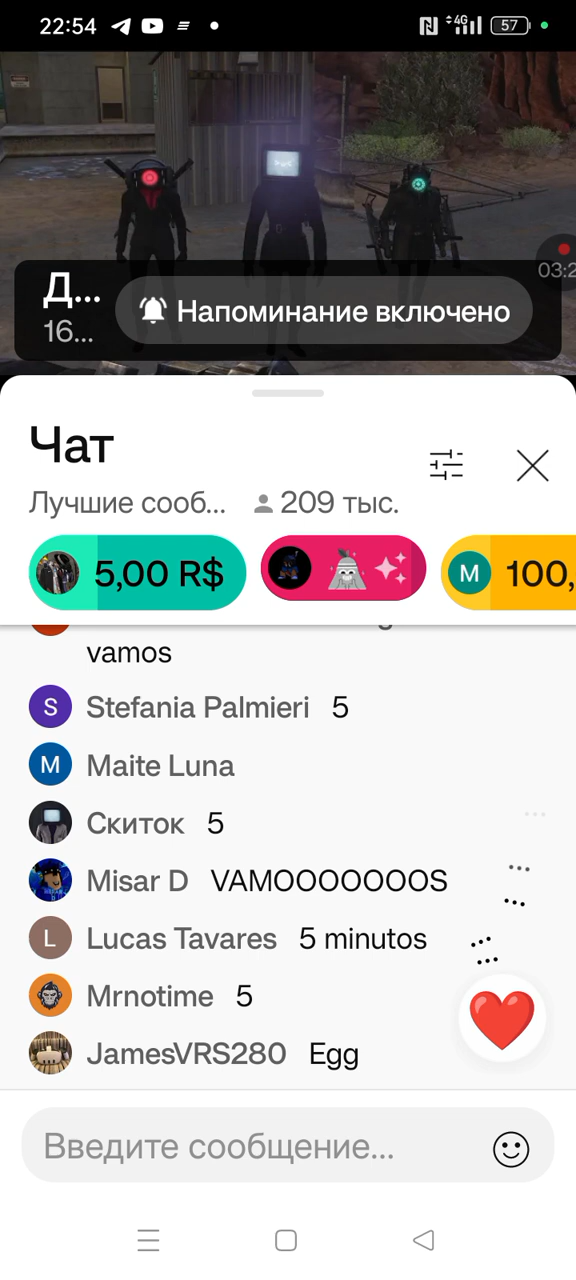 22:54
4G
57
Д...
16...
Напоминание включено
03:2
Чат
Лучшие сооб...
209 тыс.
5,00 R$
M 100,
vamos
S Stefania Palmieri 5
M Maite Luna
Скиток 5
Misar D VAMOOOOOOOS
L Lucas Tavares 5 minutos
Mrnotime 5
JamesVRS280 Egg
Введите сообщение...